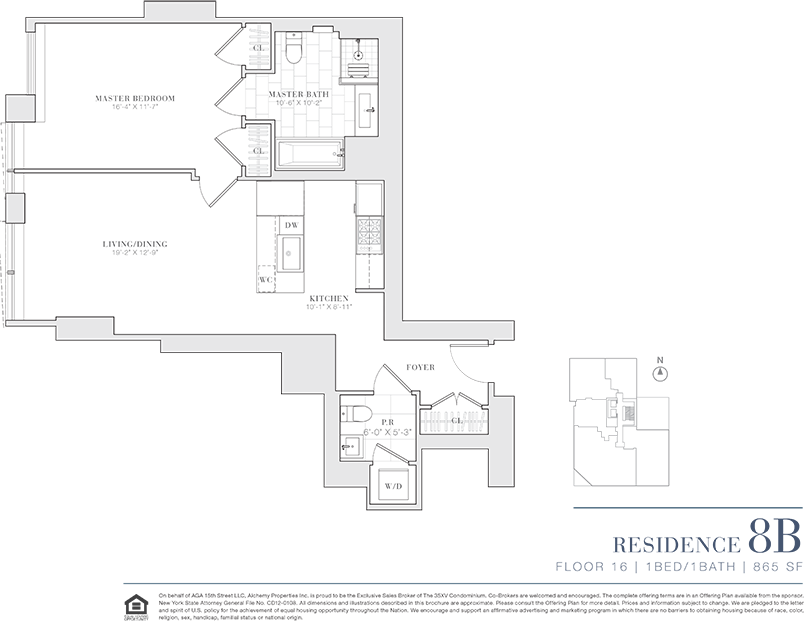 CL
MASTER BEDROOM
16'-4" X 11'-7"
MASTER BATH
10'-6" X 10'-2"
CL
DW
LIVING/DINING
19'-2" X 12'-9"
WC
KITCHEN
10'-1" X 8'-11"
FOYER
N
P.R
6'-0" X 5'-3"
CL
W/D
RESIDENCE 8B
FLOOR 16 | 1BED/1BATH | 865 SF
On behalf of AGA 15th Street LLC, Alchemy Properties Inc. is proud to be the Exclusive Sales Broker of The 35XV Condominium. Co-Brokers are welcomed and encouraged. The complete offering terms are in an Offering Plan available from the sponsor.
New York State Attorney General File No. CD12-0108. All dimensions and illustrations described in this brochure are approximate. Please consult the Offering Plan for more detail. Prices and information subject to change. We are pledged to the letter
and spirit of U.S. policy for the achievement of equal housing opportunity throughout the Nation. We encourage and support an affirmative advertising and marketing program in which there are no barriers to obtaining housing because of race, color,
religion, sex, handicap, familial status or national origin.